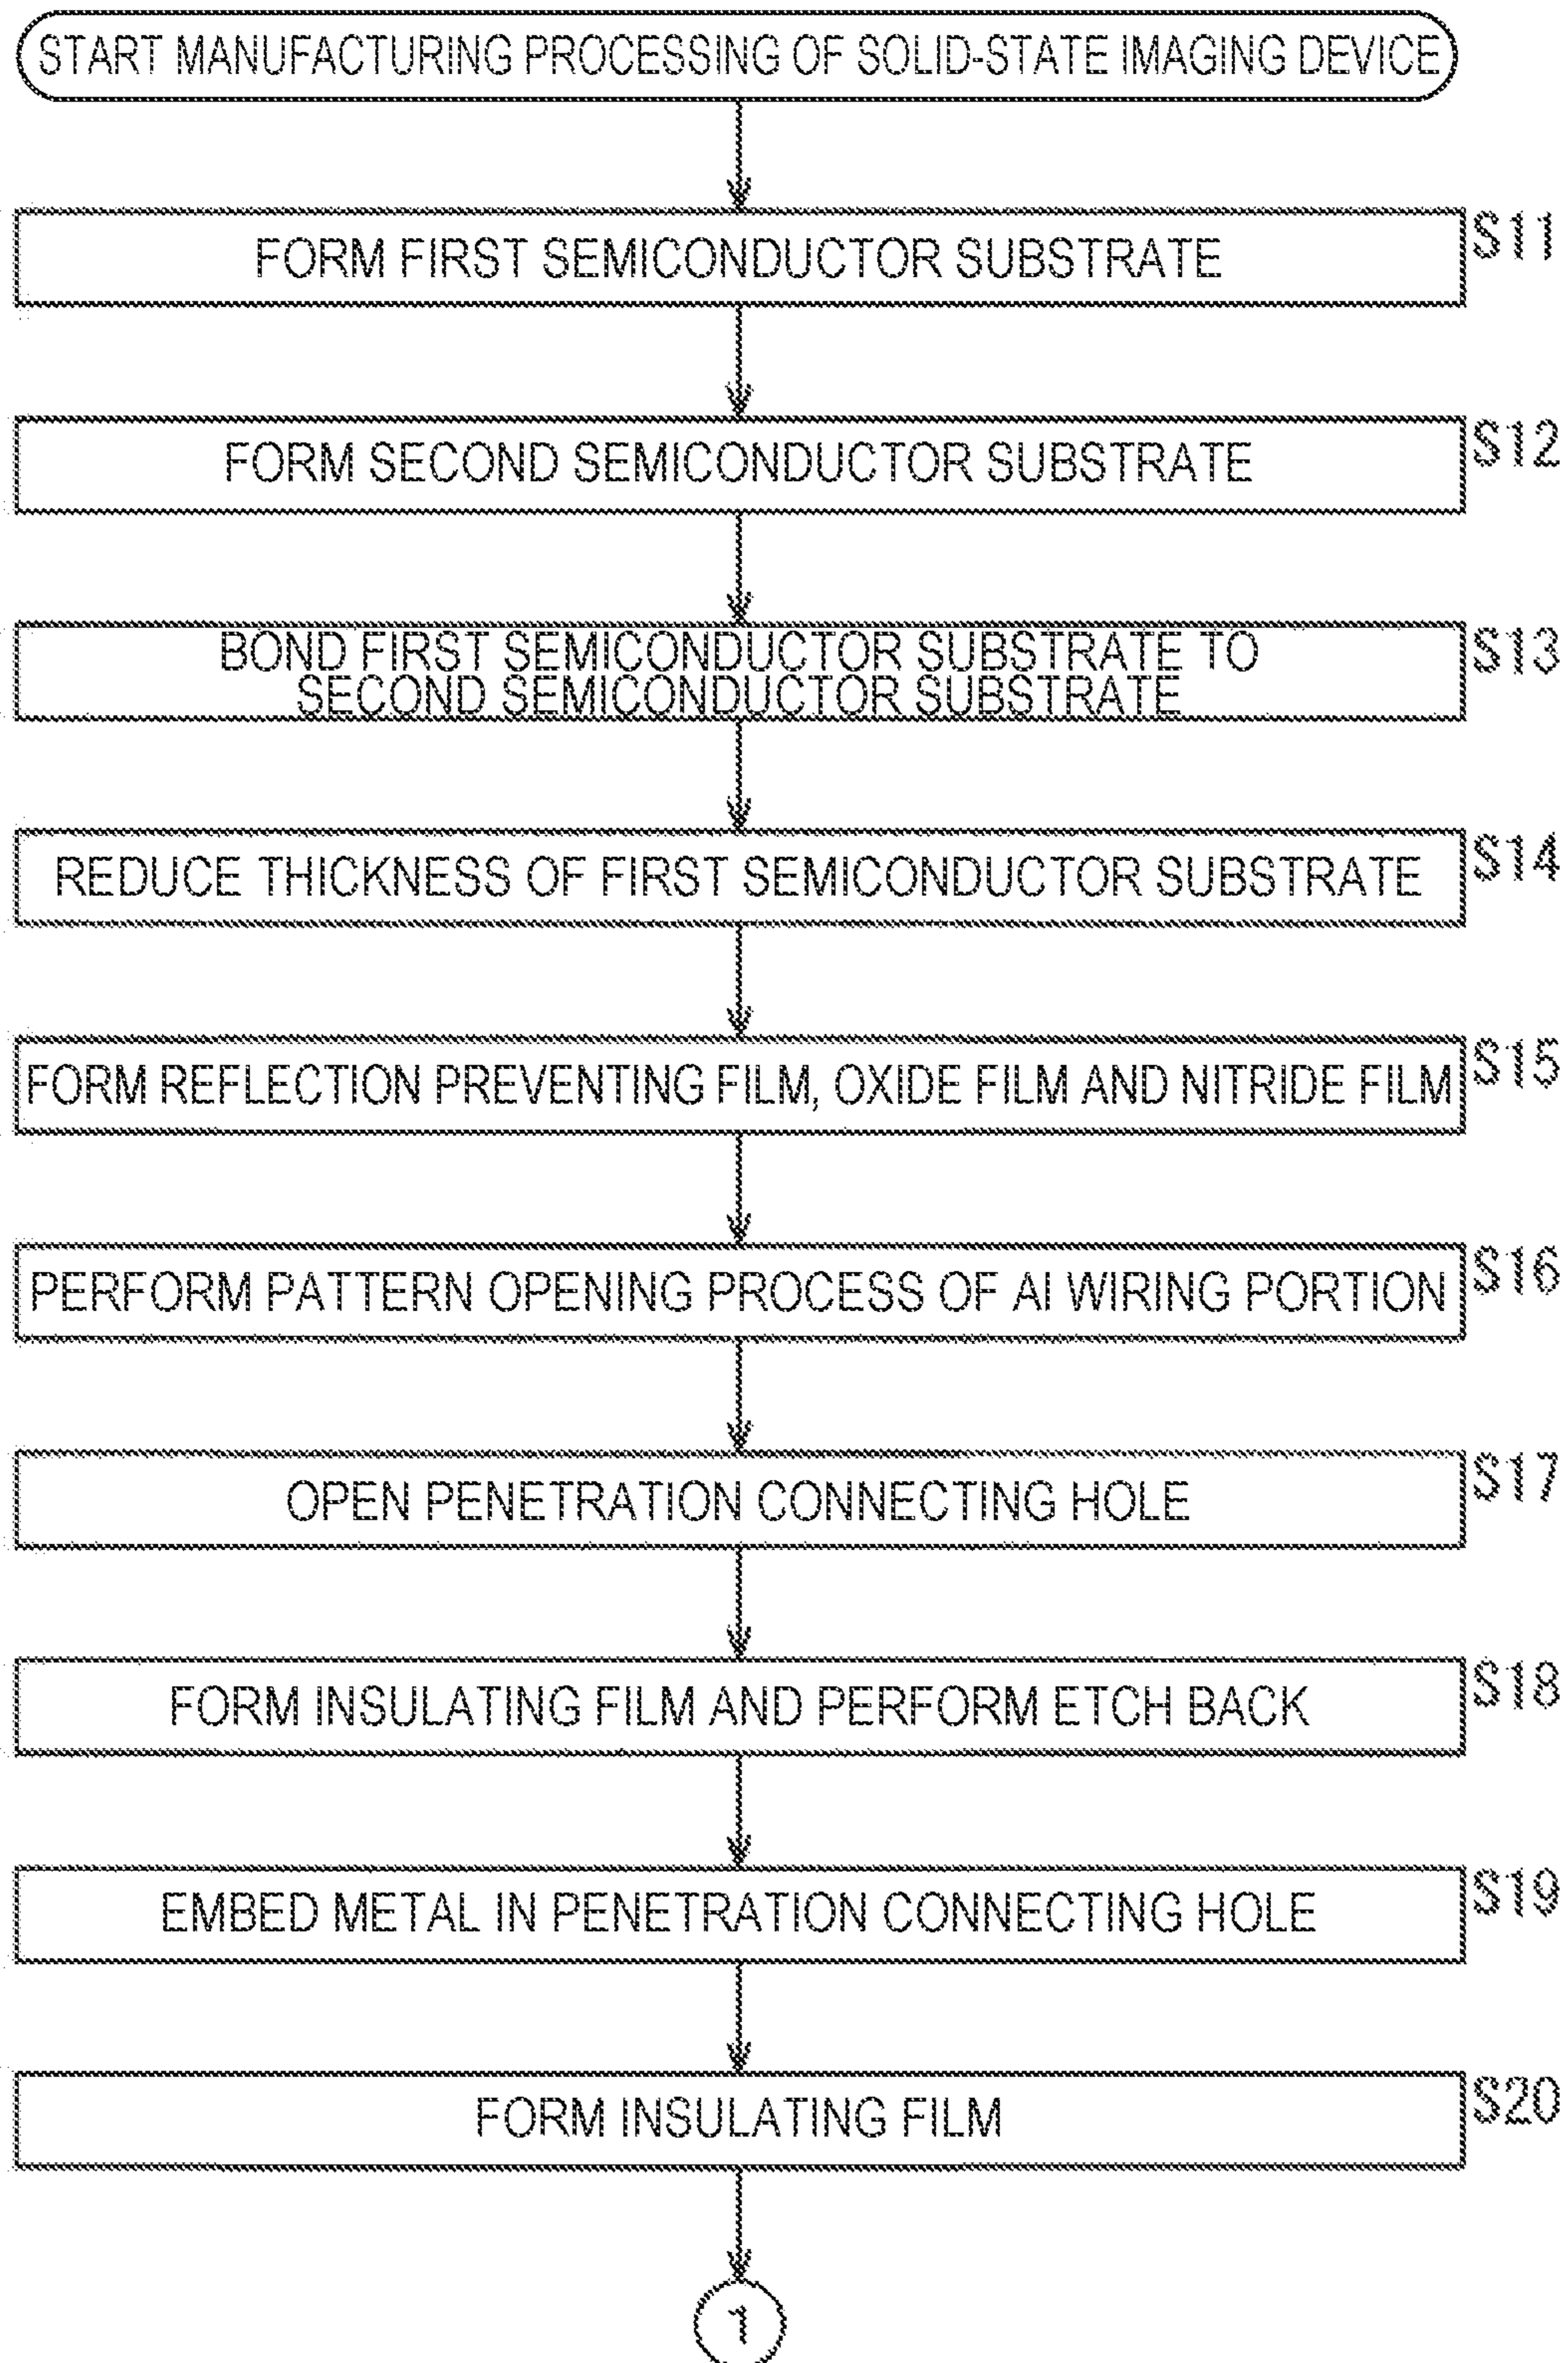 START MANUFACTURING PROCESSING OF SOLID-STATE IMAGING DEVICE
FORM FIRST SEMICONDUCTOR SUBSTRATE
S11
FORM SECOND SEMICONDUCTOR SUBSTRATE
S12
BOND FIRST SEMICONDUCTOR SUBSTRATE TO
SECOND SEMICONDUCTOR SUBSTRATE
S13
REDUCE THICKNESS OF FIRST SEMICONDUCTOR SUBSTRATE
S14
FORM REFLECTION PREVENTING FILM, OXIDE FILM AND NITRIDE FILM
S15
PERFORM PATTERN OPENING PROCESS OF Al WIRING PORTION
S16
OPEN PENETRATION CONNECTING HOLE
S17
FORM INSULATING FILM AND PERFORM ETCH BACK
S18
EMBED METAL IN PENETRATION CONNECTING HOLE
S19
FORM INSULATING FILM
S20
1